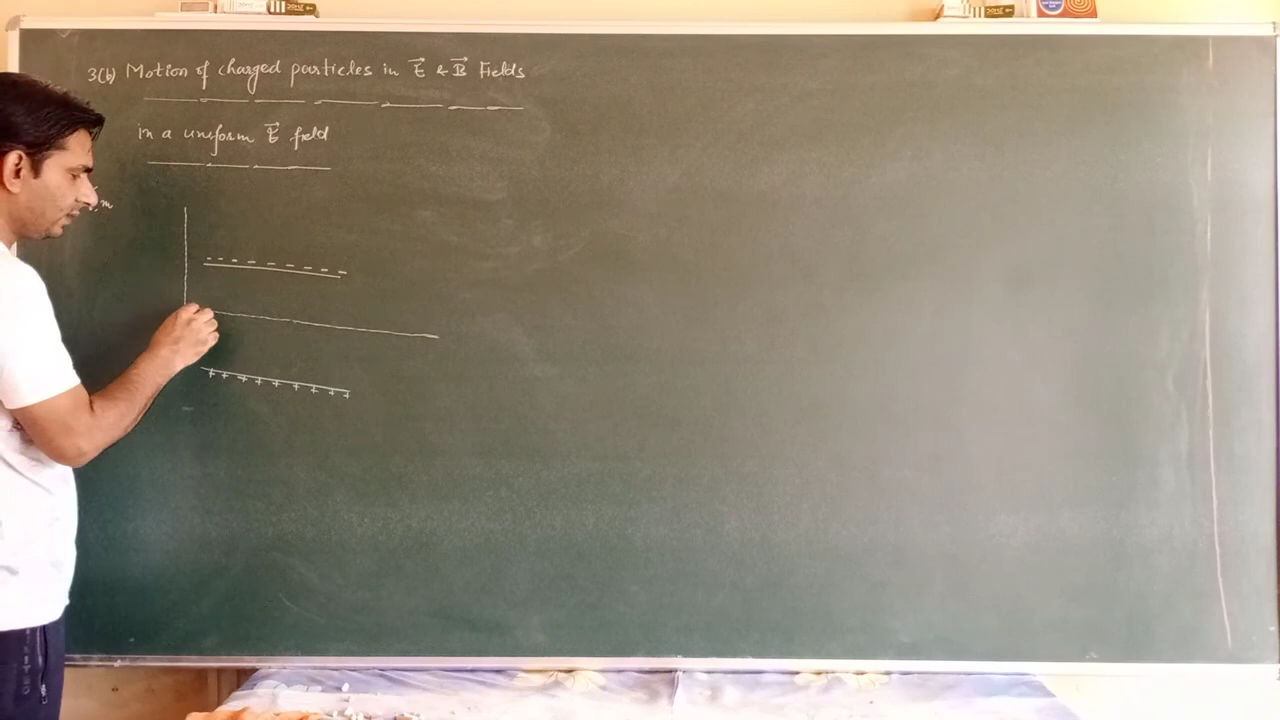 3(b) Motion of charged particles in E⃗ & B⃗ Fields
in a uniform E⃗ field
, m
- - - - - - - -
+ + + + + + + + +